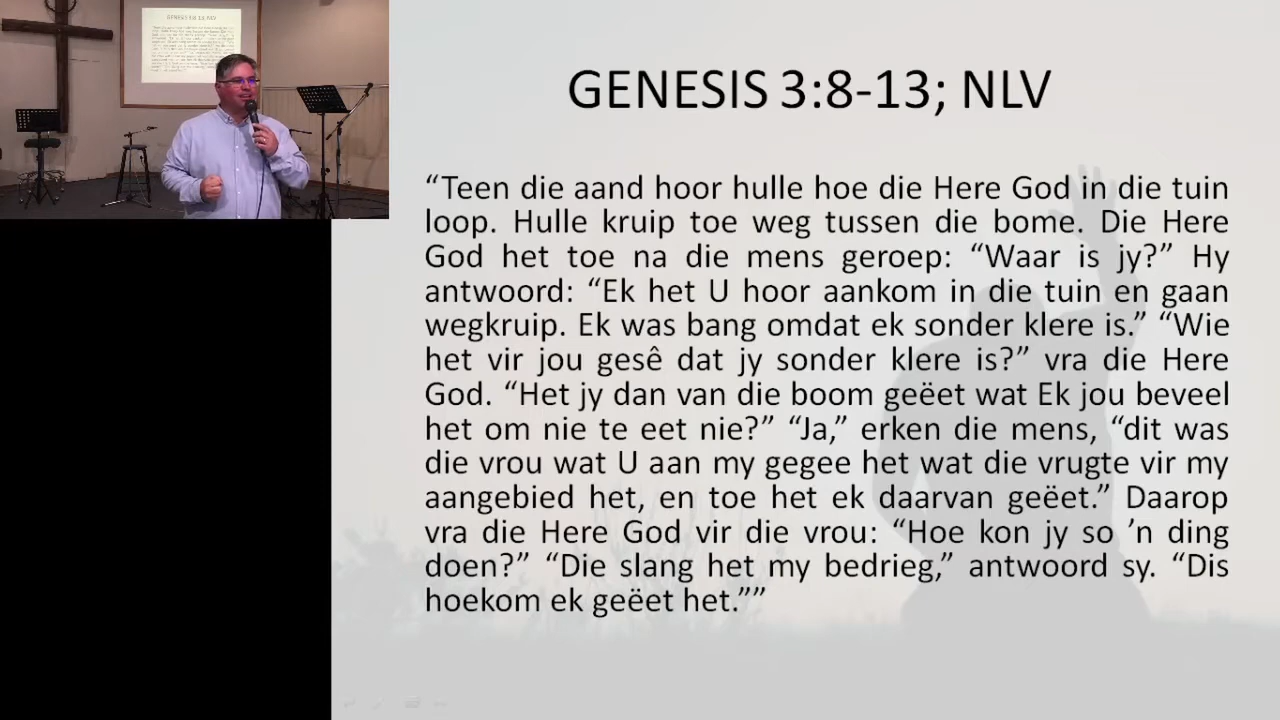 GENESIS 3:8-13; NLV
“Teen die aand hoor hulle hoe die Here God in die tuin
loop. Hulle kruip toe weg tussen die bome. Die Here
God het toe na die mens geroep: “Waar is jy?” Hy
antwoord: “Ek het U hoor aankom in die tuin en gaan
wegkruip. Ek was bang omdat ek sonder klere is.” “Wie
het vir jou gesê dat jy sonder klere is?” vra die Here
God. “Het jy dan van die boom geëet wat Ek jou beveel
het om nie te eet nie?” “Ja,” erken die mens, “dit was
die vrou wat U aan my gegee het wat die vrugte vir my
aangebied het, en toe het ek daarvan geëet.” Daarop
vra die Here God vir die vrou: “Hoe kon jy so ’n ding
doen?” “Die slang het my bedrieg,” antwoord sy. “Dis
hoekom ek geëet het.””